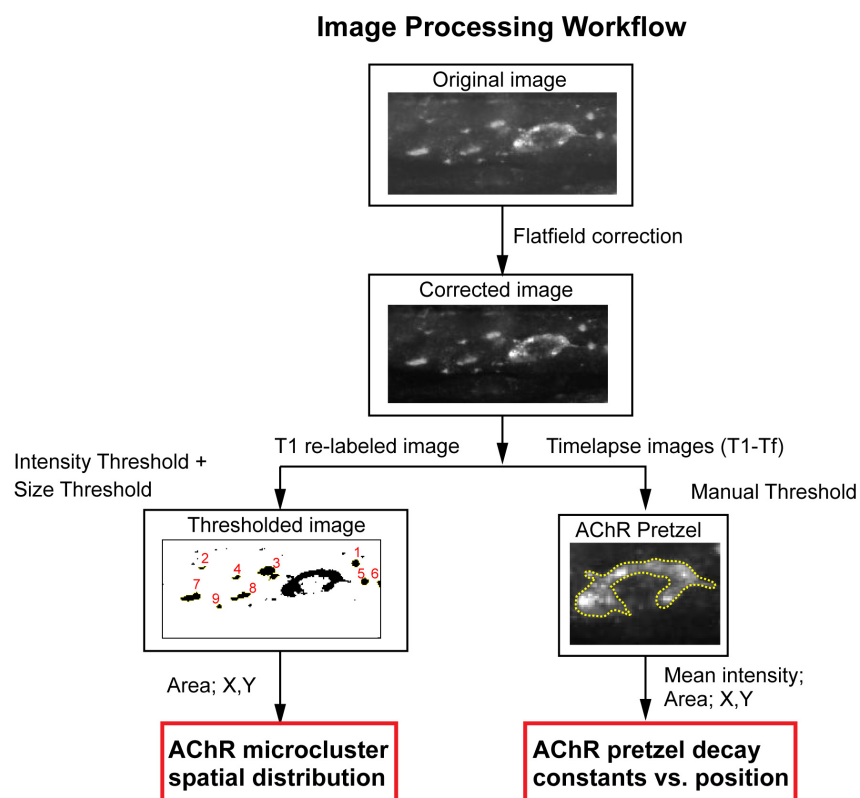 Image Processing Workflow
Original image
Flatfield correction
Corrected image
T1 re-labeled image
Timelapse images (T1-Tf)
Intensity Threshold +
Size Threshold
Manual Threshold
Thresholded image
1
2
3
4
5
6
7
8
9
AChR Pretzel
Area; X,Y
Mean intensity;
Area; X,Y
AChR microcluster
spatial distribution
AChR pretzel decay
constants vs. position